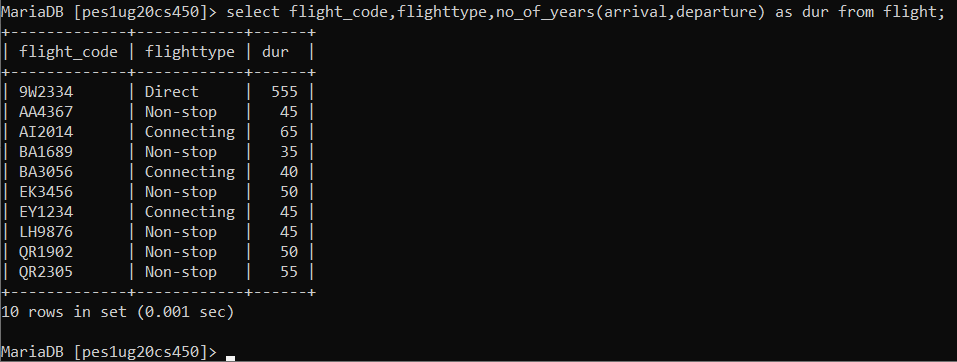 MariaDB [pes1ug20cs450]> select flight_code,flighttype,no_of_years(arrival,departure) as dur from flight;
+-------------+------------+------+
| flight_code | flighttype | dur  |
+-------------+------------+------+
| 9W2334      | Direct     |  555 |
| AA4367      | Non-stop   |   45 |
| AI2014      | Connecting |   65 |
| BA1689      | Non-stop   |   35 |
| BA3056      | Connecting |   40 |
| EK3456      | Non-stop   |   50 |
| EY1234      | Connecting |   45 |
| LH9876      | Non-stop   |   45 |
| QR1902      | Non-stop   |   50 |
| QR2305      | Non-stop   |   55 |
+-------------+------------+------+
10 rows in set (0.001 sec)
MariaDB [pes1ug20cs450]>